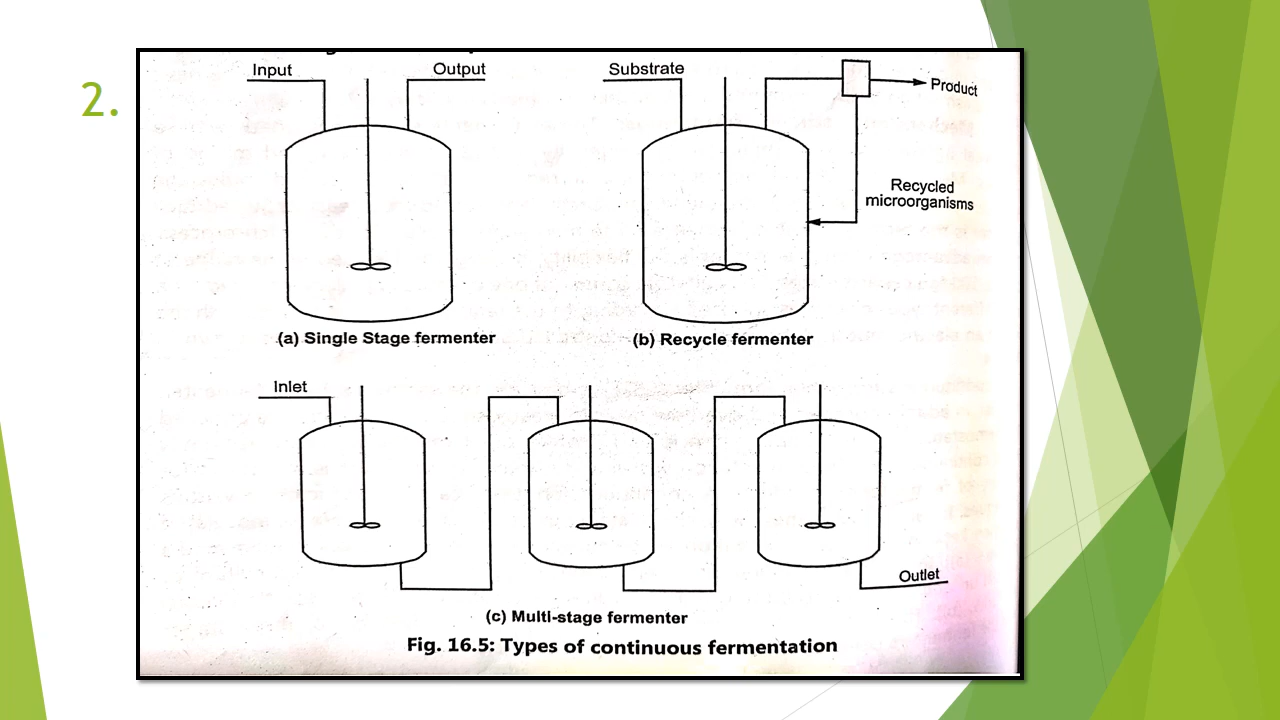 2.
Input
Output
Substrate
Product
Recycled
microorganisms
(a) Single Stage fermenter
(b) Recycle fermenter
Inlet
Outlet
(c) Multi-stage fermenter
Fig. 16.5: Types of continuous fermentation